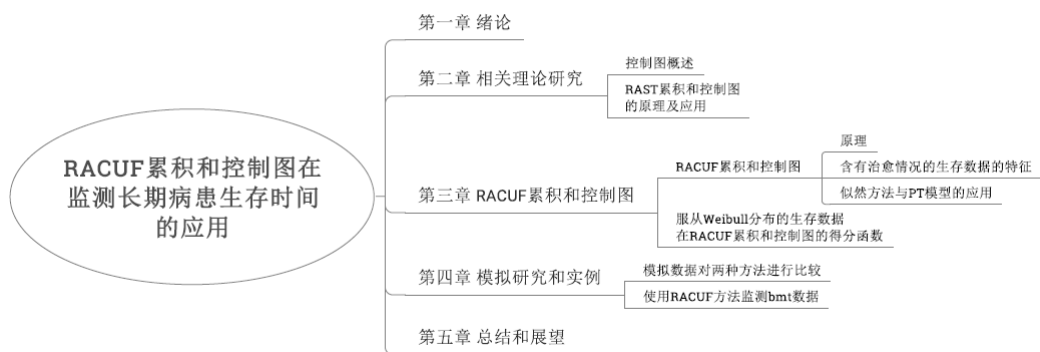 RACUF累积和控制图在
监测长期病患生存时间
的应用
第一章 绪论
第二章 相关理论研究
控制图概述
RAST累积和控制图
的原理及应用
第三章 RACUF累积和控制图
RACUF累积和控制图
原理
含有治愈情况的生存数据的特征
似然方法与PT模型的应用
服从Weibull分布的生存数据
在RACUF累积和控制图的得分函数
第四章 模拟研究和实例
模拟数据对两种方法进行比较
使用RACUF方法监测bmt数据
第五章 总结和展望